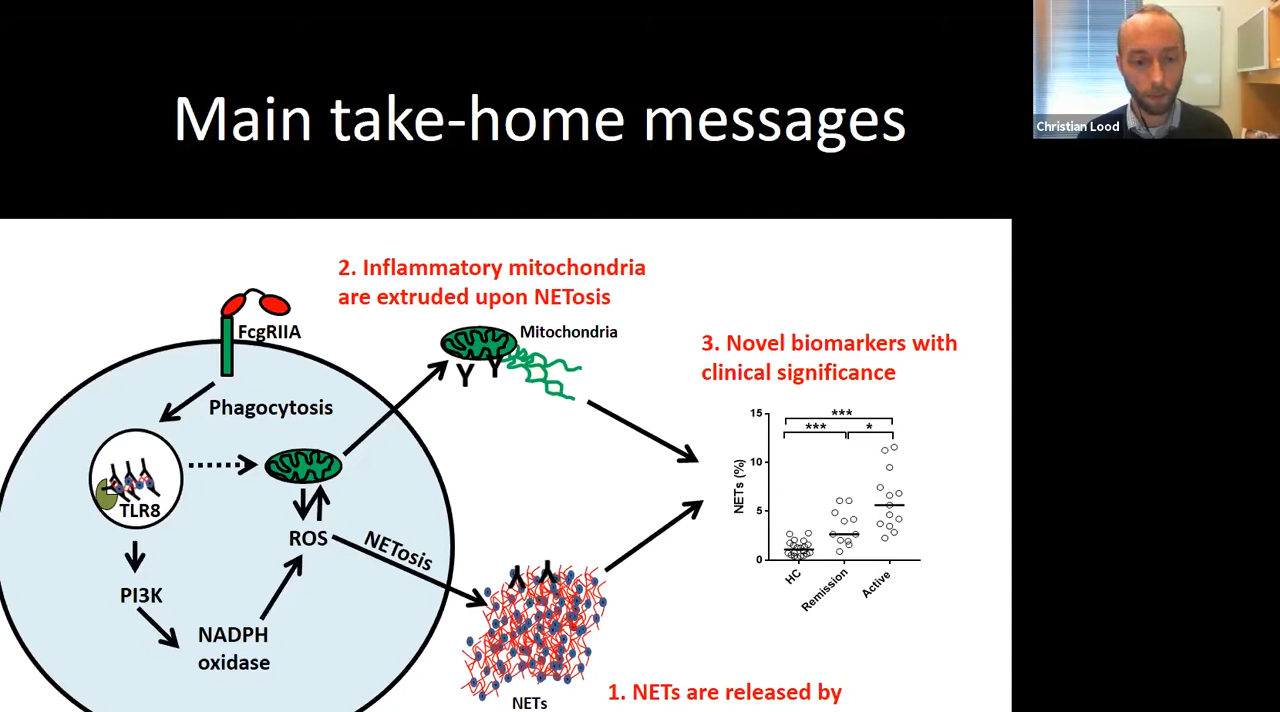 Main take-home messages
Christian Lood
2. Inflammatory mitochondria
are extruded upon NETosis
FcgRIIA
Mitochondria
3. Novel biomarkers with
clinical significance
Phagocytosis
TLR8
ROS
NETosis
PI3K
NADPH
oxidase
NETs
1. NETs are released by
***
*** *
15
10
5
0
NETs (%)
HC
Remission
Active